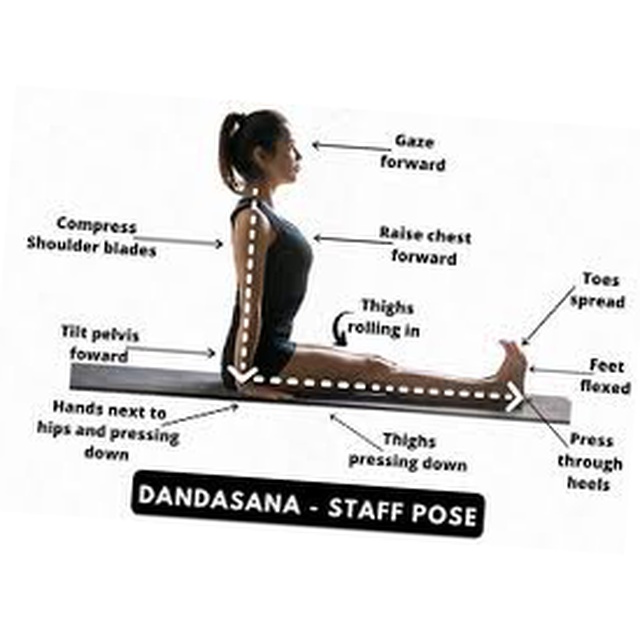 Gaze
forward
Compress
Shoulder blades
Raise chest
forward
Toes
spread
Thighs
rolling in
Tilt pelvis
foward
Feet
flexed
Hands next to
hips and pressing
down
Thighs
pressing down
Press
through
heels
DANDASANA - STAFF POSE